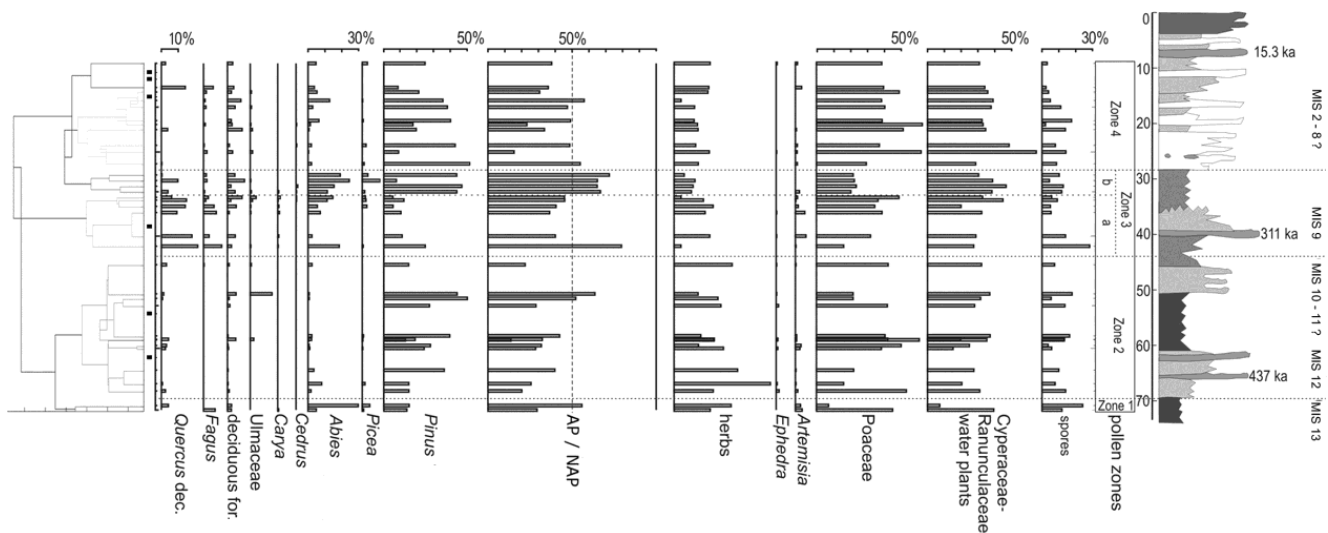 10%
30%
50%
50%
50%
50%
30%
0
10
20
30
40
50
60
70
15.3 ka
311 ka
437 ka
MIS 2 - 8 ?
MIS 9
MIS 10 - 11 ?
MIS 12
MIS 13
Zone 4
b
Zone 3
a
Zone 2
Zone 1
Quercus dec.
Fagus
deciduous for.
Ulmaceae
Carya
Cedrus
Abies
Picea
Pinus
AP / NAP
herbs
Ephedra
Artemisia
Poaceae
Cyperaceae-
Ranunculaceae
water plants
spores
pollen zones